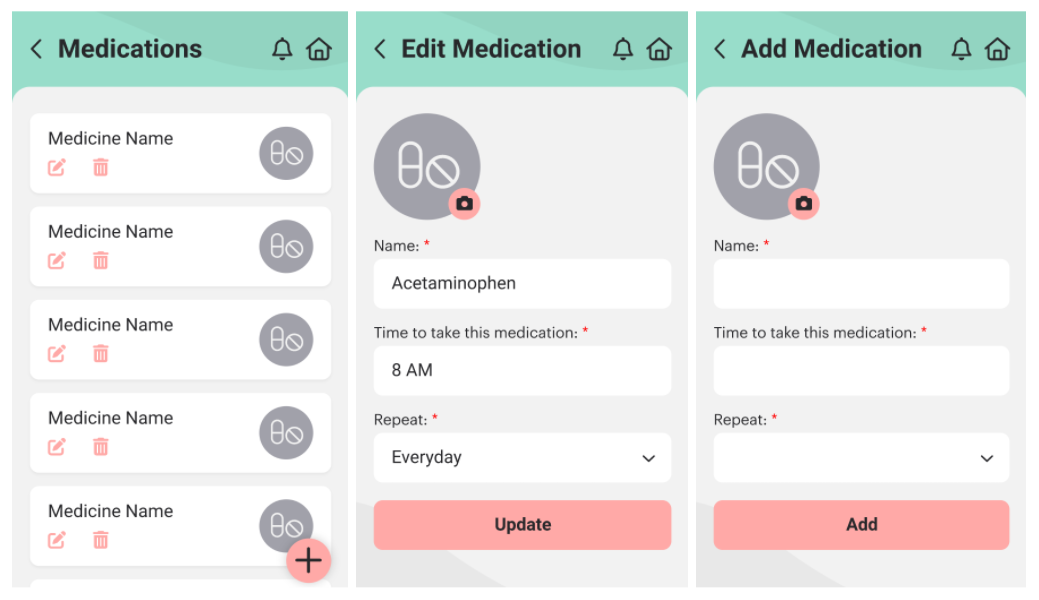 Medications
Medicine Name
Medicine Name
Medicine Name
Medicine Name
Medicine Name
Edit Medication
Name: *
Acetaminophen
Time to take this medication: *
8 AM
Repeat: *
Everyday
Update
Add Medication
Name: *
Time to take this medication: *
Repeat: *
Add